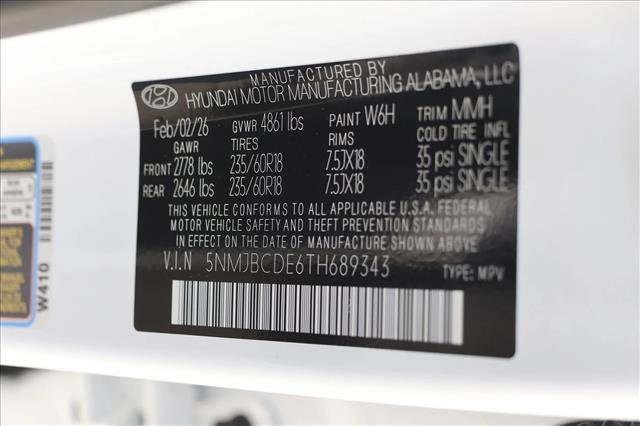 MANUFACTURED BY
HYUNDAI MOTOR MANUFACTURING ALABAMA, LLC
Feb/02/26 GVWR 4861 lbs PAINT W6H TRIM MMH
GAWR TIRES RIMS COLD TIRE INFL
FRONT 2778 lbs 235/60R18 7.5JX18 35 psi SINGLE
REAR 2646 lbs 235/60R18 7.5JX18 35 psi SINGLE
THIS VEHICLE CONFORMS TO ALL APPLICABLE U.S.A. FEDERAL
MOTOR VEHICLE SAFETY AND THEFT PREVENTION STANDARDS
IN EFFECT ON THE DATE OF MANUFACTURE SHOWN ABOVE.
V.I.N 5NMJBCDE6TH689343 TYPE: MPV
W410